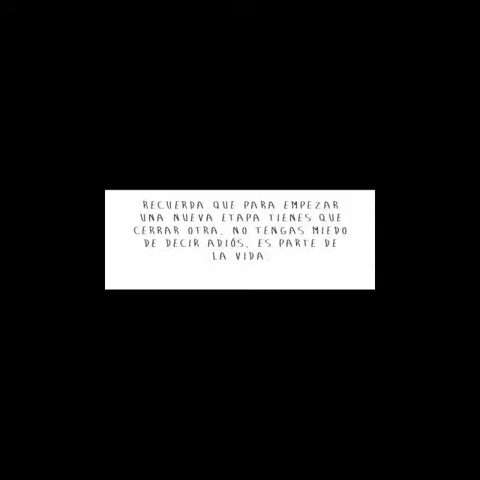 RECUERDA QUE PARA EMPEZAR
UNA NUEVA ETAPA TIENES QUE
CERRAR OTRA, NO TENGAS MIEDO
DE DECIR ADIÓS, ES PARTE DE
LA VIDA.